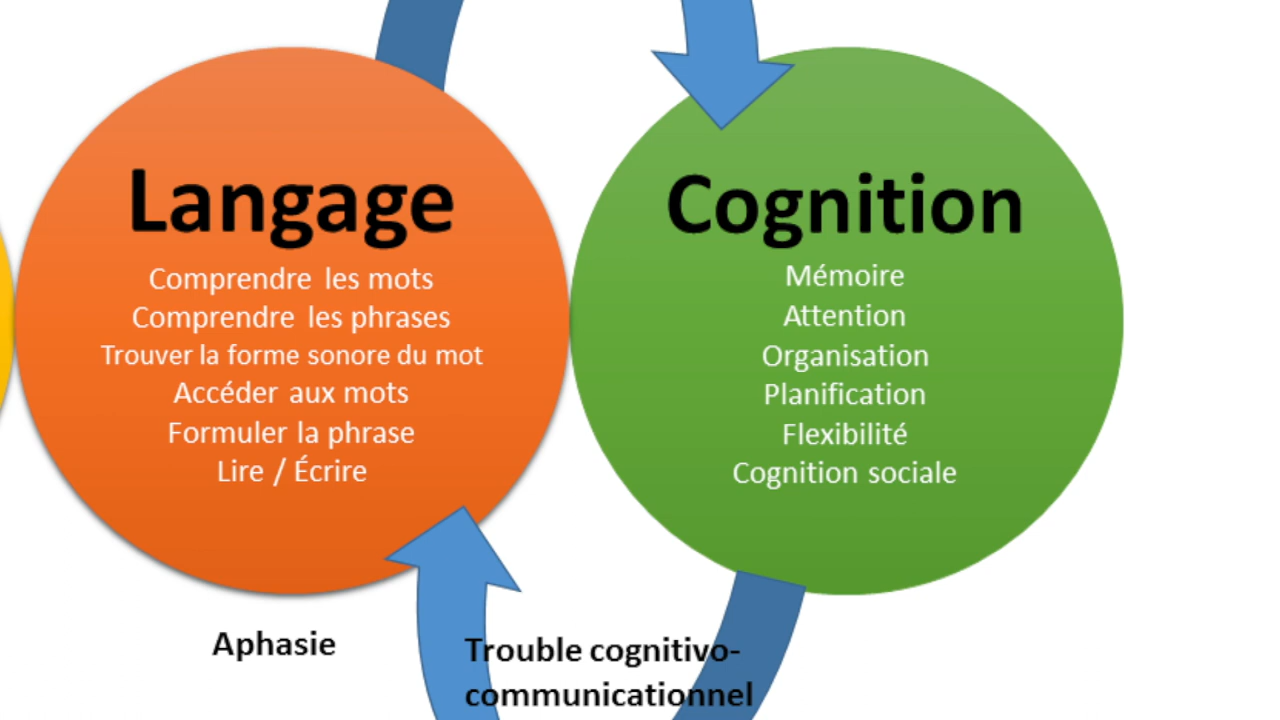 Langage
Comprendre les mots
Comprendre les phrases
Trouver la forme sonore du mot
Accéder aux mots
Formuler la phrase
Lire / Écrire
Cognition
Mémoire
Attention
Organisation
Planification
Flexibilité
Cognition sociale
Aphasie
Trouble cognitivo-
communicationnel